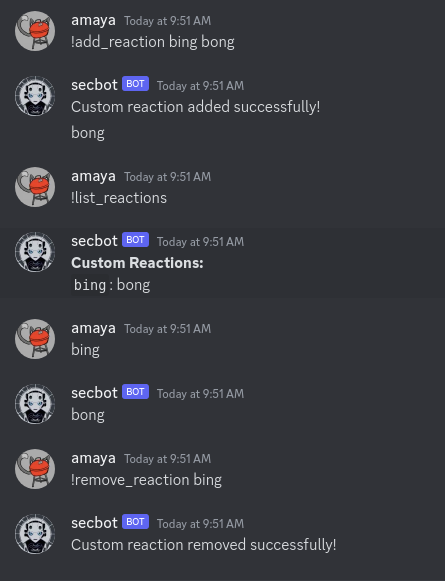 amaya Today at 9:51 AM
!add_reaction bing bong
secbot BOT Today at 9:51 AM
Custom reaction added successfully!
bong
amaya Today at 9:51 AM
!list_reactions
secbot BOT Today at 9:51 AM
Custom Reactions:
bing: bong
amaya Today at 9:51 AM
bing
secbot BOT Today at 9:51 AM
bong
amaya Today at 9:51 AM
!remove_reaction bing
secbot BOT Today at 9:51 AM
Custom reaction removed successfully!